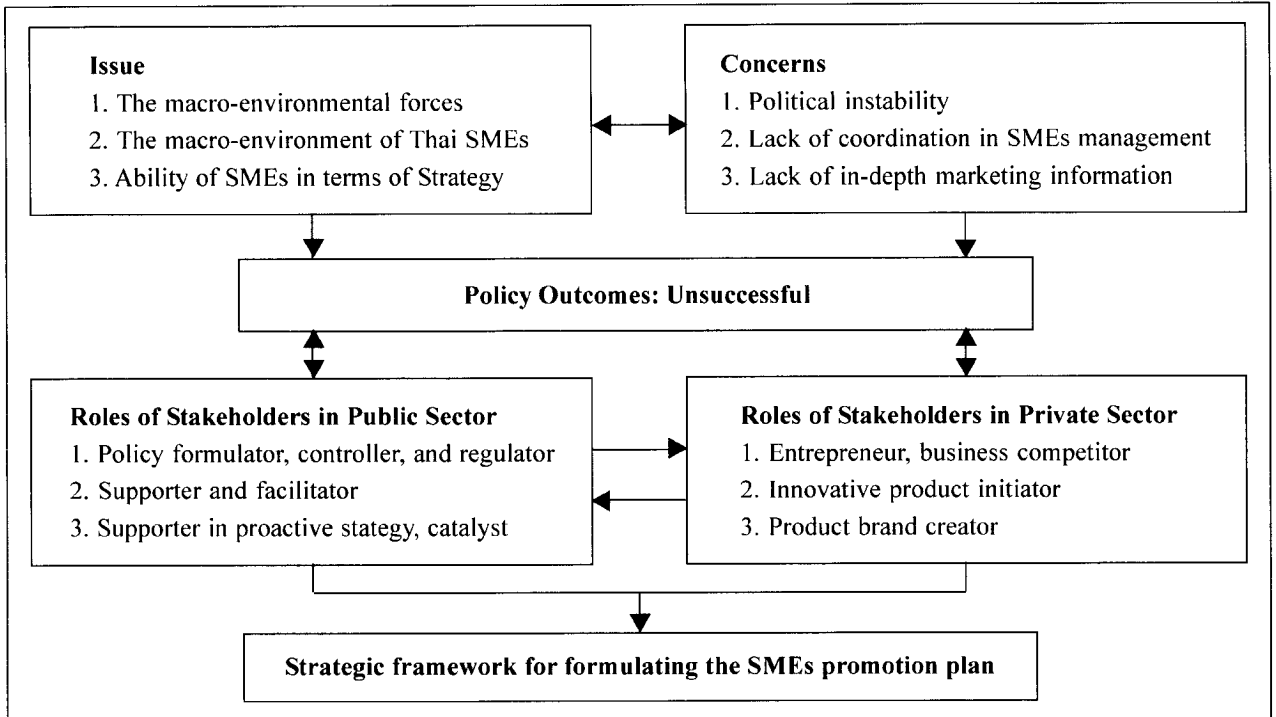 Issue
1. The macro-environmental forces
2. The macro-environment of Thai SMEs
3. Ability of SMEs in terms of Strategy
Concerns
1. Political instability
2. Lack of coordination in SMEs management
3. Lack of in-depth marketing information
Policy Outcomes: Unsuccessful
Roles of Stakeholders in Public Sector
1. Policy formulator, controller, and regulator
2. Supporter and facilitator
3. Supporter in proactive stategy, catalyst
Roles of Stakeholders in Private Sector
1. Entrepreneur, business competitor
2. Innovative product initiator
3. Product brand creator
Strategic framework for formulating the SMEs promotion plan